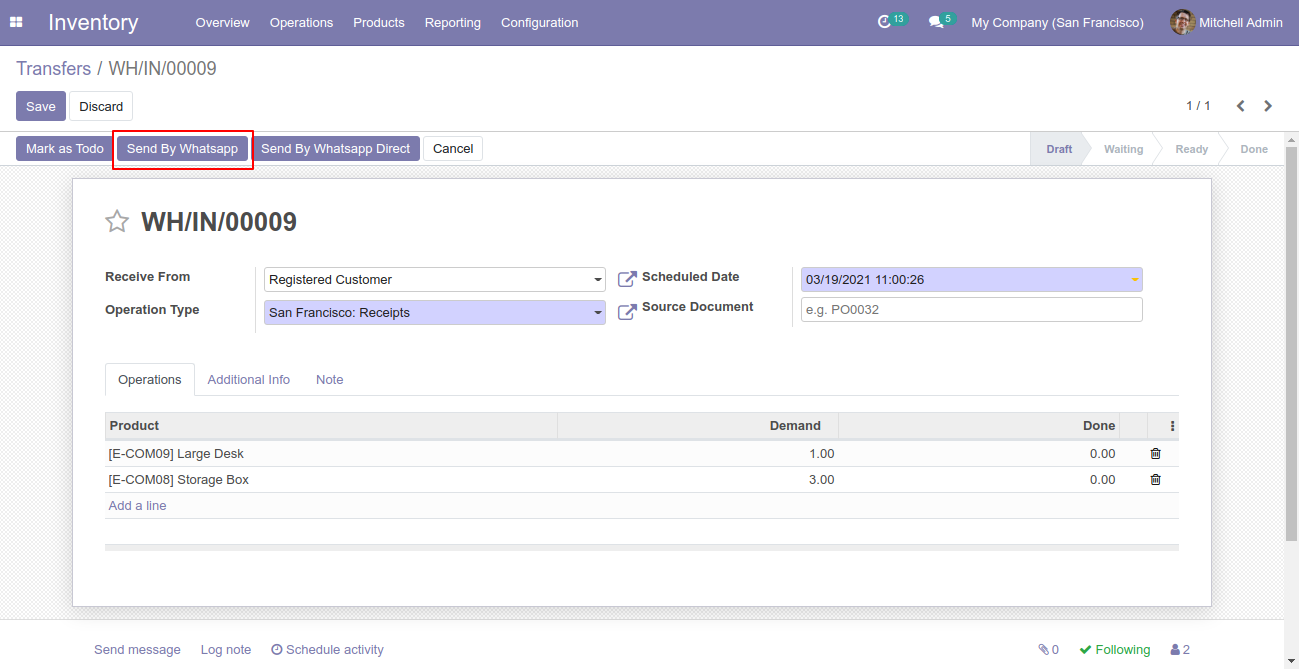 Inventory Overview Operations Products Reporting Configuration 13 5 My Company (San Francisco) Mitchell Admin
Transfers / WH/IN/00009
Save Discard 1 / 1
Mark as Todo Send By Whatsapp Send By Whatsapp Direct Cancel Draft Waiting Ready Done
WH/IN/00009
Receive From Registered Customer Scheduled Date 03/19/2021 11:00:26
Operation Type San Francisco: Receipts Source Document e.g. PO0032
Operations Additional Info Note
Product Demand Done
[E-COM09] Large Desk 1.00 0.00
[E-COM08] Storage Box 3.00 0.00
Add a line
Send message Log note Schedule activity 0 Following 2